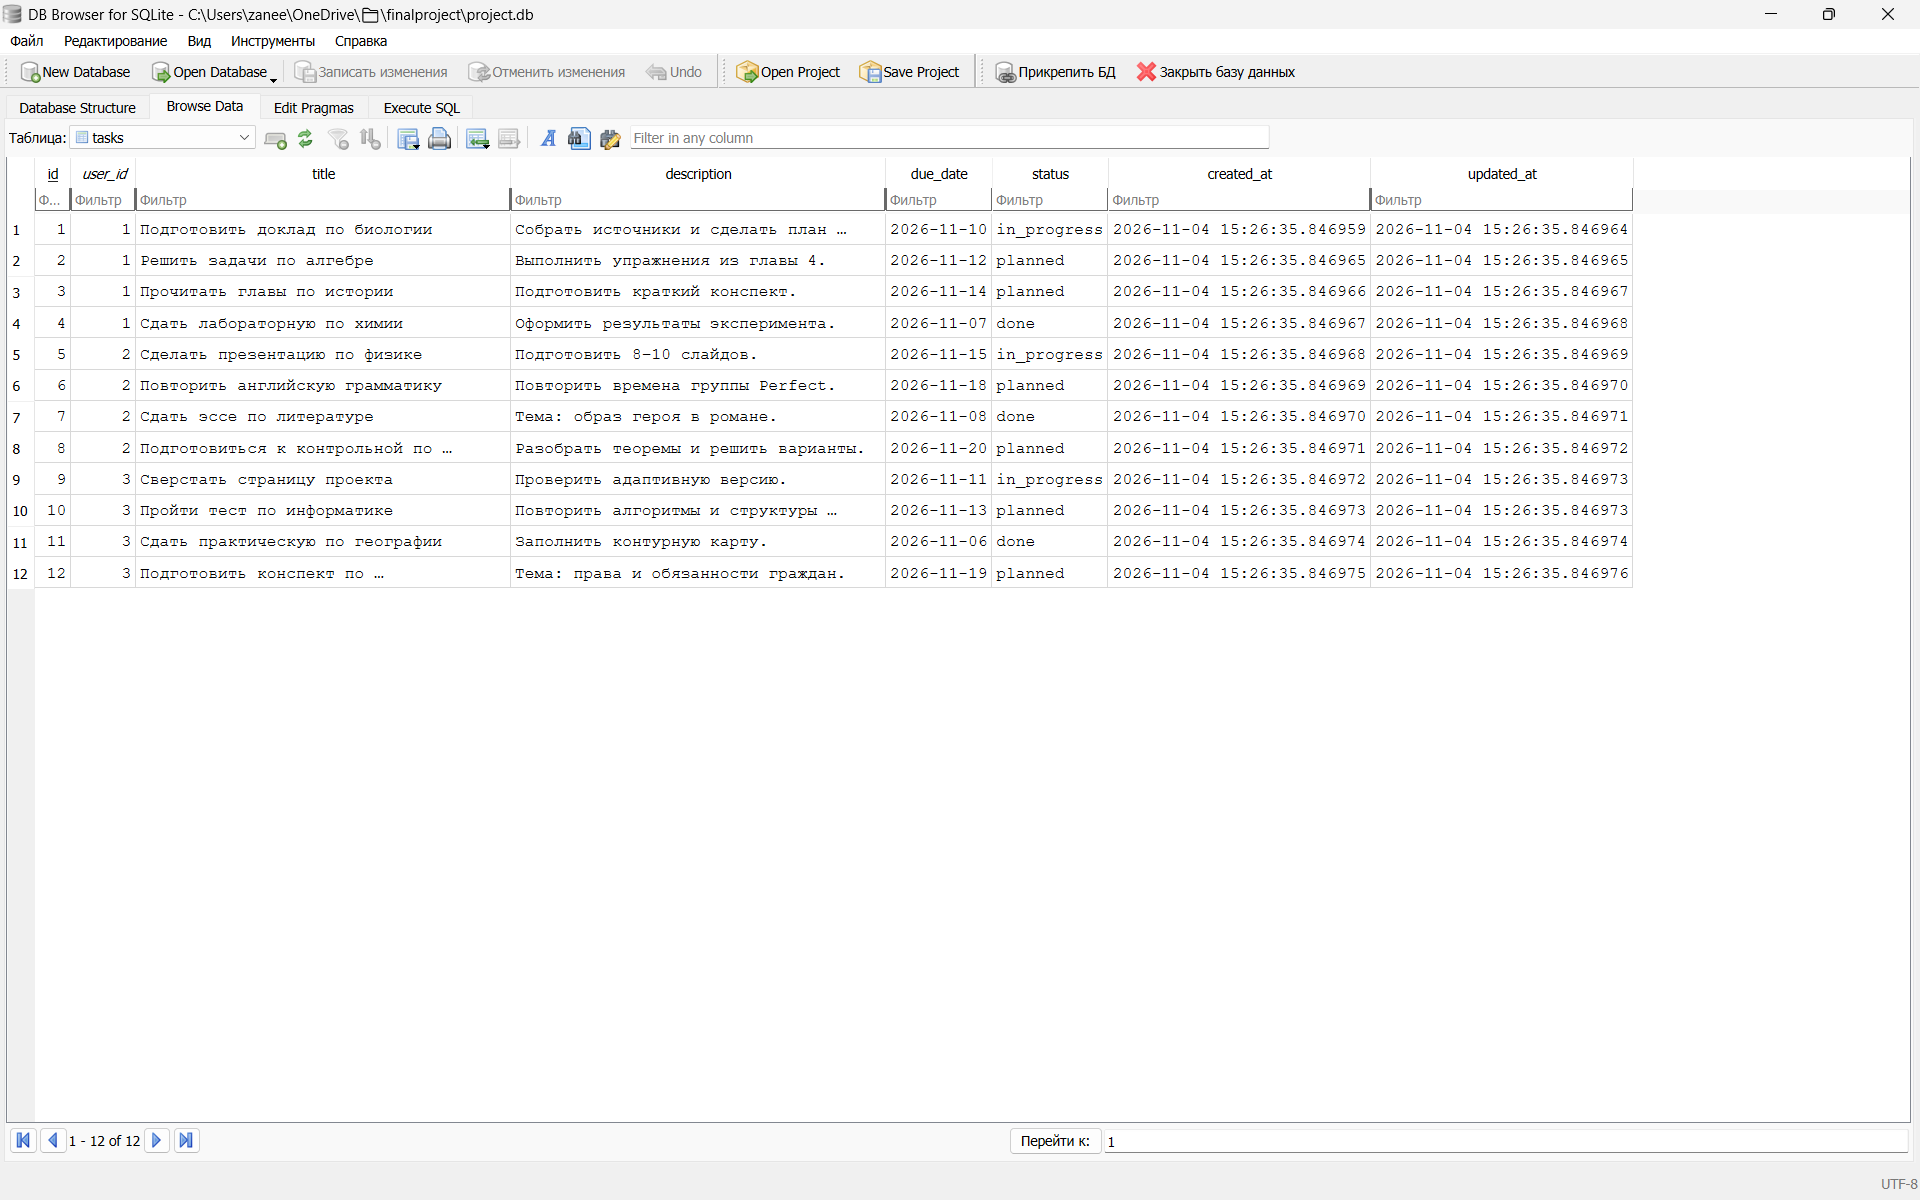 DB Browser for SQLite - C:\Users\zanee\OneDrive\\finalproject\project.db
Файл Редактирование Вид Инструменты Справка
New Database Open Database Записать изменения Отменить изменения Undo Open Project Save Project Прикрепить БД Закрыть базу данных
Database Structure Browse Data Edit Pragmas Execute SQL
Таблица: tasks Filter in any column
id user_id title description due_date status created_at updated_at
Ф... Фильтр Фильтр Фильтр Фильтр Фильтр Фильтр Фильтр
1 1 1 Подготовить доклад по биологии Собрать источники и сделать план … 2026-11-10 in_progress 2026-11-04 15:26:35.846959 2026-11-04 15:26:35.846964
2 2 1 Решить задачи по алгебре Выполнить упражнения из главы 4. 2026-11-12 planned 2026-11-04 15:26:35.846965 2026-11-04 15:26:35.846965
3 3 1 Прочитать главы по истории Подготовить краткий конспект. 2026-11-14 planned 2026-11-04 15:26:35.846966 2026-11-04 15:26:35.846967
4 4 1 Сдать лабораторную по химии Оформить результаты эксперимента. 2026-11-07 done 2026-11-04 15:26:35.846967 2026-11-04 15:26:35.846968
5 5 2 Сделать презентацию по физике Подготовить 8-10 слайдов. 2026-11-15 in_progress 2026-11-04 15:26:35.846968 2026-11-04 15:26:35.846969
6 6 2 Повторить английскую грамматику Повторить времена группы Perfect. 2026-11-18 planned 2026-11-04 15:26:35.846969 2026-11-04 15:26:35.846970
7 7 2 Сдать эссе по литературе Тема: образ героя в романе. 2026-11-08 done 2026-11-04 15:26:35.846970 2026-11-04 15:26:35.846971
8 8 2 Подготовиться к контрольной по … Разобрать теоремы и решить варианты. 2026-11-20 planned 2026-11-04 15:26:35.846971 2026-11-04 15:26:35.846972
9 9 3 Сверстать страницу проекта Проверить адаптивную версию. 2026-11-11 in_progress 2026-11-04 15:26:35.846972 2026-11-04 15:26:35.846973
10 10 3 Пройти тест по информатике Повторить алгоритмы и структуры … 2026-11-13 planned 2026-11-04 15:26:35.846973 2026-11-04 15:26:35.846973
11 11 3 Сдать практическую по географии Заполнить контурную карту. 2026-11-06 done 2026-11-04 15:26:35.846974 2026-11-04 15:26:35.846974
12 12 3 Подготовить конспект по … Тема: права и обязанности граждан. 2026-11-19 planned 2026-11-04 15:26:35.846975 2026-11-04 15:26:35.846976
1 - 12 of 12 Перейти к: 1
UTF-8